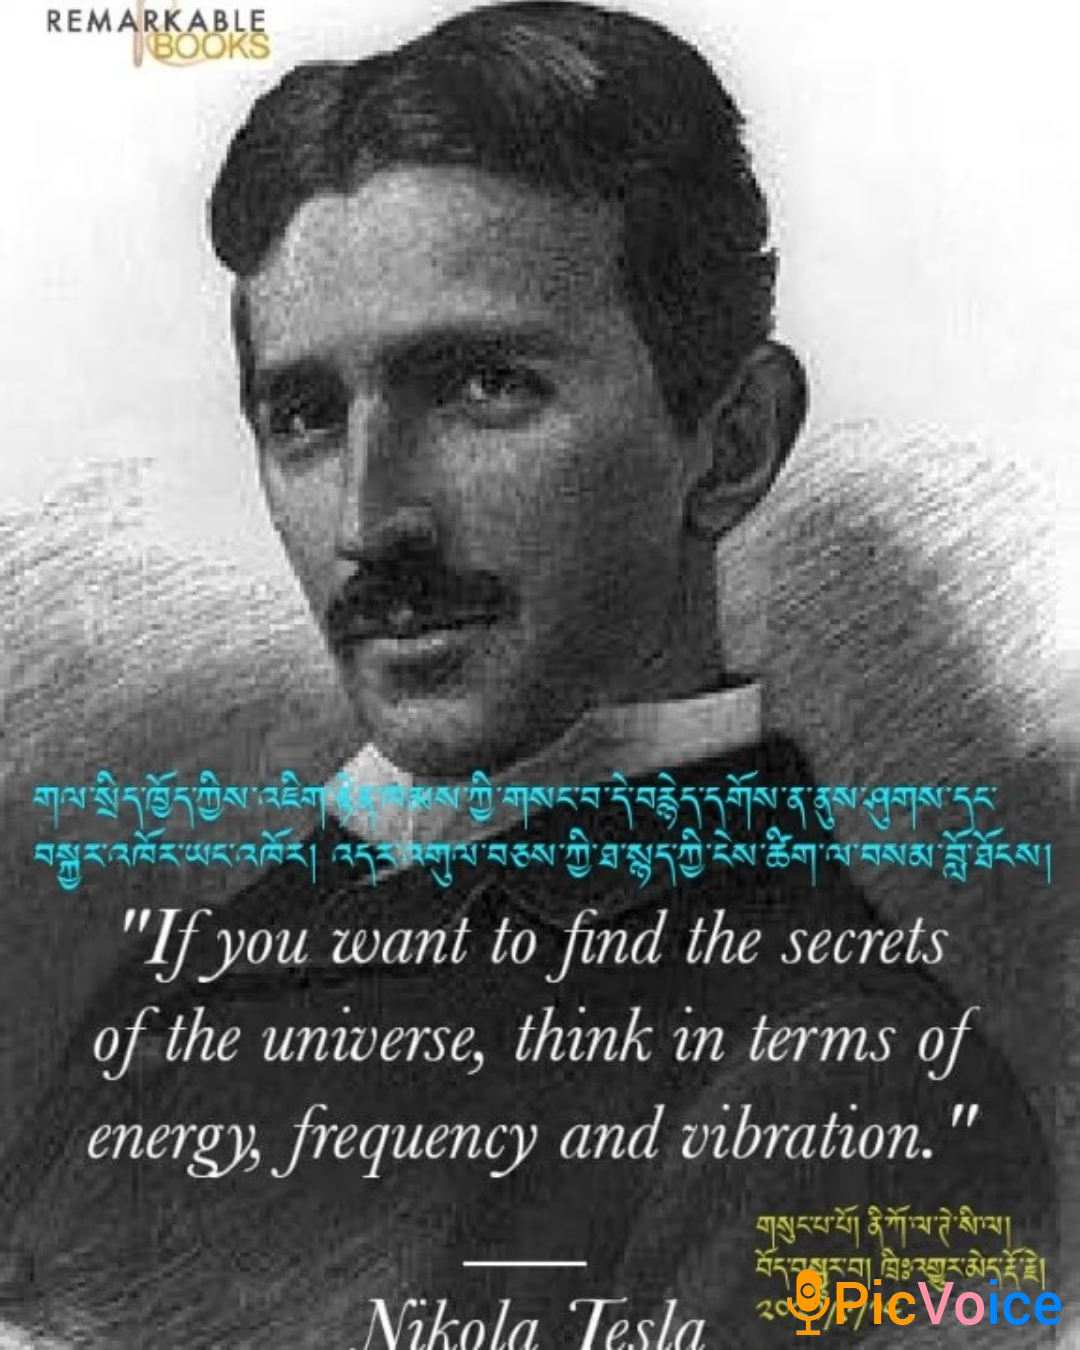 REMARKABLE
BOOKS
གལ་སྲིད་ཁྱོད་ཀྱིས་འཇིག་རྟེན་ཁམས་ཀྱི་གསང་བ་དེ་བརྙེད་དགོས་ན་ནུས་ཤུགས་དང་
བསྐྱར་འཁོར་ཡང་འཁོར། འདར་འགུལ་བཅས་ཀྱི་ཐ་སྙད་ཀྱི་ངེས་ཚིག་ལ་བསམ་བློ་ཐོངས།
"If you want to find the secrets
of the universe, think in terms of
energy, frequency and vibration."
གསུང་པ་པོ། ནི་ཀོ་ལ་ཊེ་སི་ལ།
བོད་བསྒྱུར་བ། ཁྲིཿའགྱུར་མེད་རྡོ་རྗེ།
PicVoice
Nikola Tesla